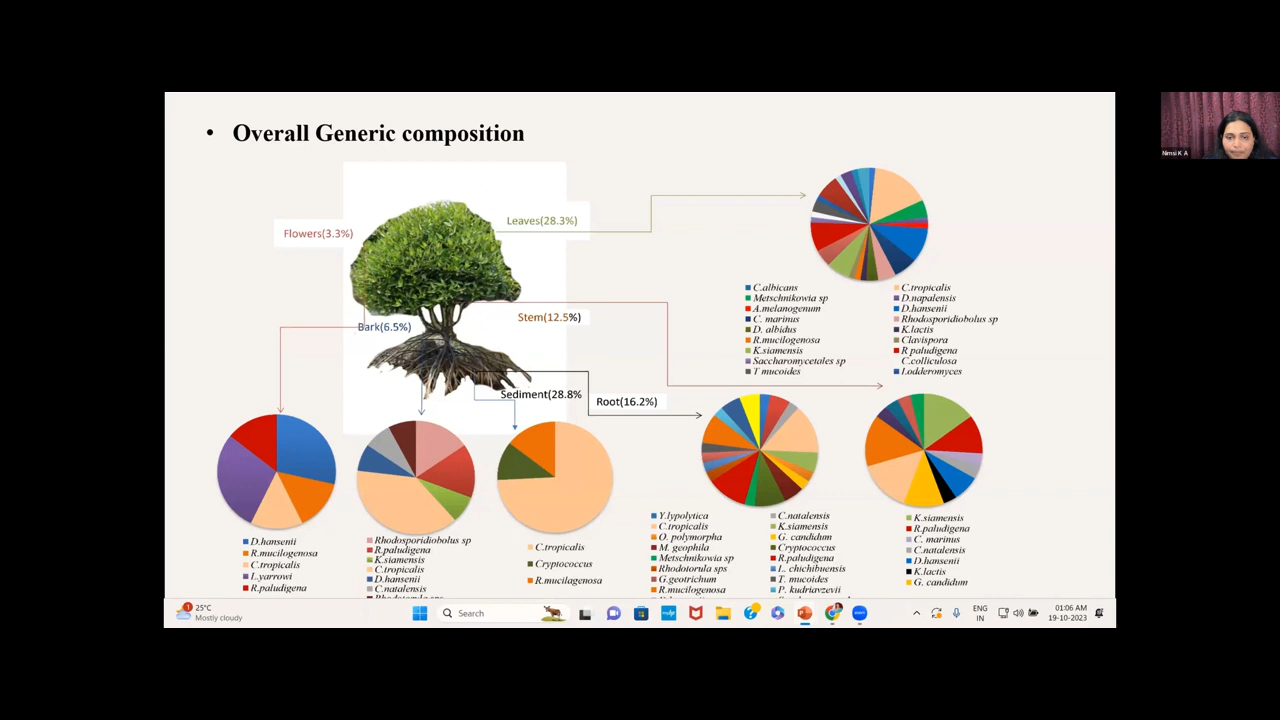 • Overall Generic composition
Nimsi K A
Leaves(28.3%)
Flowers(3.3%)
Stem(12.5%)
Bark(6.5%)
Sediment(28.8%
Root(16.2%)
C.albicans
C.tropicalis
Metschnikowia sp
D.napalensis
A.melanogenum
D.hansenii
C. marinus
Rhodosporidiobolus sp
D. albidus
K.lactis
R.mucilogenosa
Clavispora
K.siamensis
R paludigena
Saccharomycetales sp
C.colliculosa
T mucoides
Lodderomyces
D.hansenii
R.mucilogenosa
C.tropicalis
L.yarrowi
R.paludigena
Rhodosporidiobolus sp
R.paludigena
K.siamensis
C.tropicalis
D.hansenii
C.natalensis
C.tropicalis
Cryptococcus
R.mucilagenosa
Y.lypolytica
C.natalensis
C.tropicalis
K.siamensis
O. polymorpha
G. candidum
M. geophila
Cryptococcus
Metschnikowia sp
R.paludigena
Rhodotorula sps
L. chichibuensis
G.geotrichum
T. mucoides
R.mucilogenosa
P. kudriavzevii
K.siamensis
R.paludigena
C. marinus
C.natalensis
D.hansenii
K.lactis
G. candidum
1
25°C
Mostly cloudy
Search
ENG
IN
01:06 AM
19-10-2023